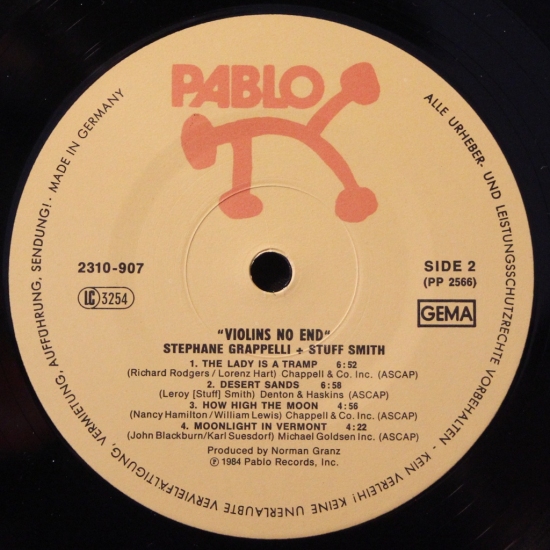 PABLO
2310-907
LC 3254
SIDE 2
(PP 2566)
GEMA
"VIOLINS NO END"
STEPHANE GRAPPELLI + STUFF SMITH
1. THE LADY IS A TRAMP 6:52
(Richard Rodgers / Lorenz Hart) Chappell & Co. Inc. (ASCAP)
2. DESERT SANDS 6:58
(Leroy [Stuff] Smith) Denton & Haskins (ASCAP)
3. HOW HIGH THE MOON 4:56
(Nancy Hamilton/William Lewis) Chappell & Co. Inc. (ASCAP)
4. MOONLIGHT IN VERMONT 4:22
(John Blackburn/Karl Suesdorf) Michael Goldsen Inc. (ASCAP)
Produced by Norman Granz
℗ 1984 Pablo Records, Inc.
ALLE URHEBER- UND LEISTUNGSSCHUTZRECHTE VORBEHALTEN - KEIN VERLEIH! KEINE UNERLAUBTE VERVIELFÄLTIGUNG, VERMIETUNG, AUFFÜHRUNG, SENDUNG! · MADE IN GERMANY